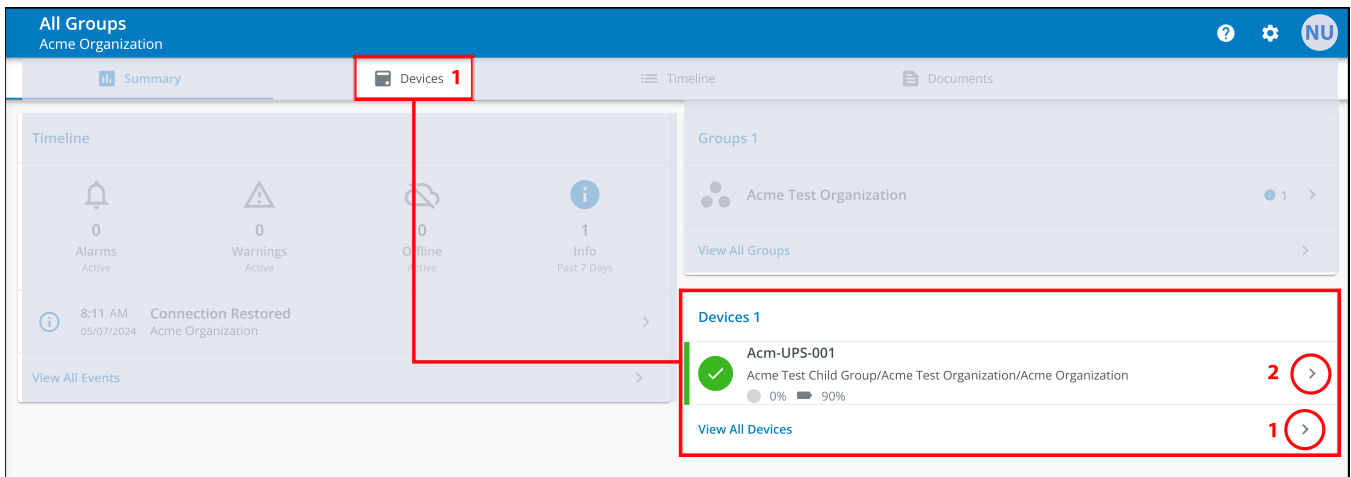 All Groups
Acme Organization
NU
Summary
Devices 1
Timeline
Documents
Timeline
0
Alarms
Active
0
Warnings
Active
0
Offline
Active
1
Info
Past 7 Days
8:11 AM Connection Restored
05/07/2024 Acme Organization
View All Events
Groups 1
Acme Test Organization
1
View All Groups
Devices 1
Acm-UPS-001
Acme Test Child Group/Acme Test Organization/Acme Organization
0% 90%
2
View All Devices
1